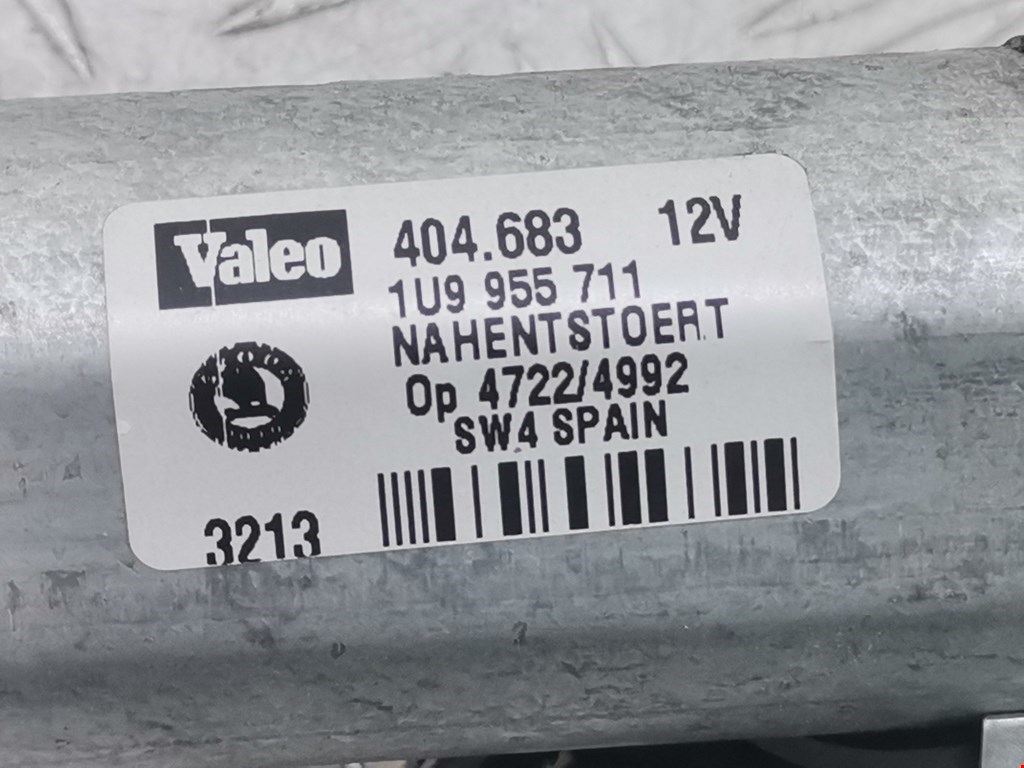 Valeo
404.683 12V
1U9 955 711
NAHENTSTOERT
Op 4722/4992
SW4 SPAIN
3213